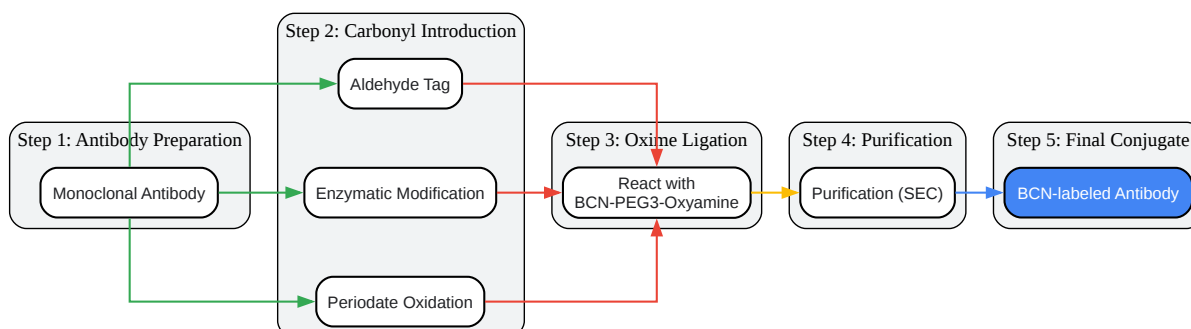 Step 1: Antibody Preparation
Monoclonal Antibody
Step 2: Carbonyl Introduction
Aldehyde Tag
Enzymatic Modification
Periodate Oxidation
Step 3: Oxime Ligation
React with
BCN-PEG3-Oxyamine
Step 4: Purification
Purification (SEC)
Step 5: Final Conjugate
BCN-labeled Antibody